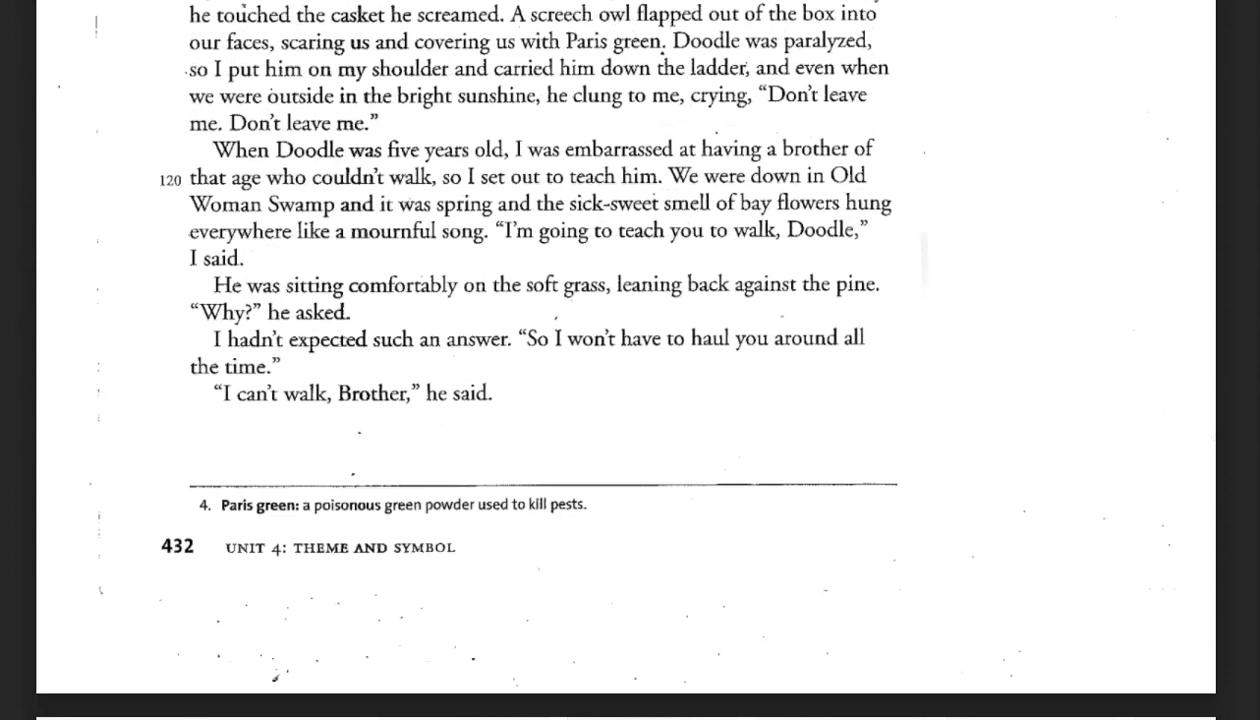 he touched the casket he screamed. A screech owl flapped out of the box into
our faces, scaring us and covering us with Paris green. Doodle was paralyzed,
so I put him on my shoulder and carried him down the ladder, and even when
we were outside in the bright sunshine, he clung to me, crying, “Don’t leave
me. Don’t leave me.”
When Doodle was five years old, I was embarrassed at having a brother of
120 that age who couldn’t walk, so I set out to teach him. We were down in Old
Woman Swamp and it was spring and the sick-sweet smell of bay flowers hung
everywhere like a mournful song. “I’m going to teach you to walk, Doodle,”
I said.
He was sitting comfortably on the soft grass, leaning back against the pine.
“Why?” he asked.
I hadn’t expected such an answer. “So I won’t have to haul you around all
the time.”
“I can’t walk, Brother,” he said.
4. Paris green: a poisonous green powder used to kill pests.
432 UNIT 4: THEME AND SYMBOL